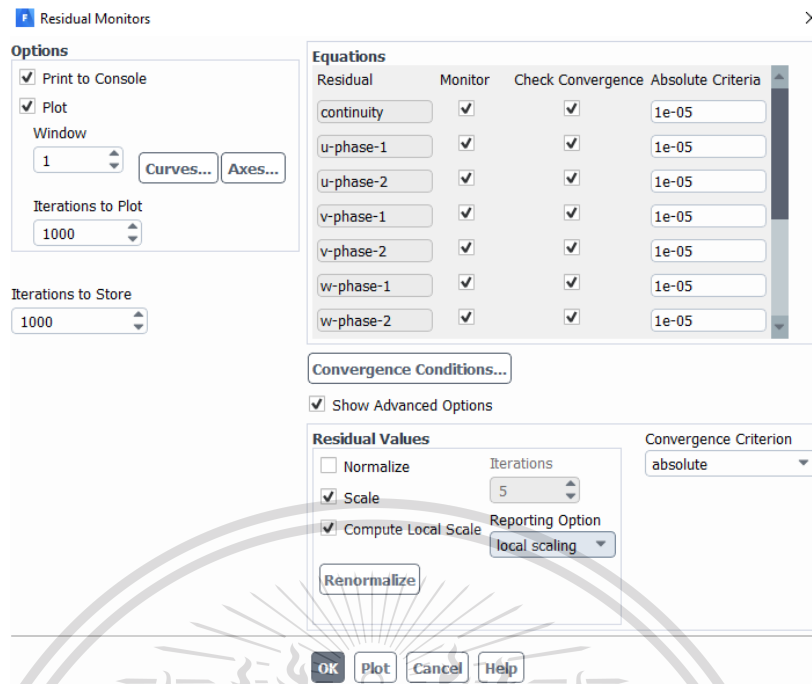 Residual Monitors
Options
Print to Console
Plot
Window
1
Curves...
Axes...
Iterations to Plot
1000
Iterations to Store
1000
Equations
Residual Monitor Check Convergence Absolute Criteria
continuity 1e-05
u-phase-1 1e-05
u-phase-2 1e-05
v-phase-1 1e-05
v-phase-2 1e-05
w-phase-1 1e-05
w-phase-2 1e-05
Convergence Conditions...
Show Advanced Options
Residual Values
Normalize
Scale
Compute Local Scale
Renormalize
Iterations
5
Reporting Option
local scaling
Convergence Criterion
absolute
OK Plot Cancel Help